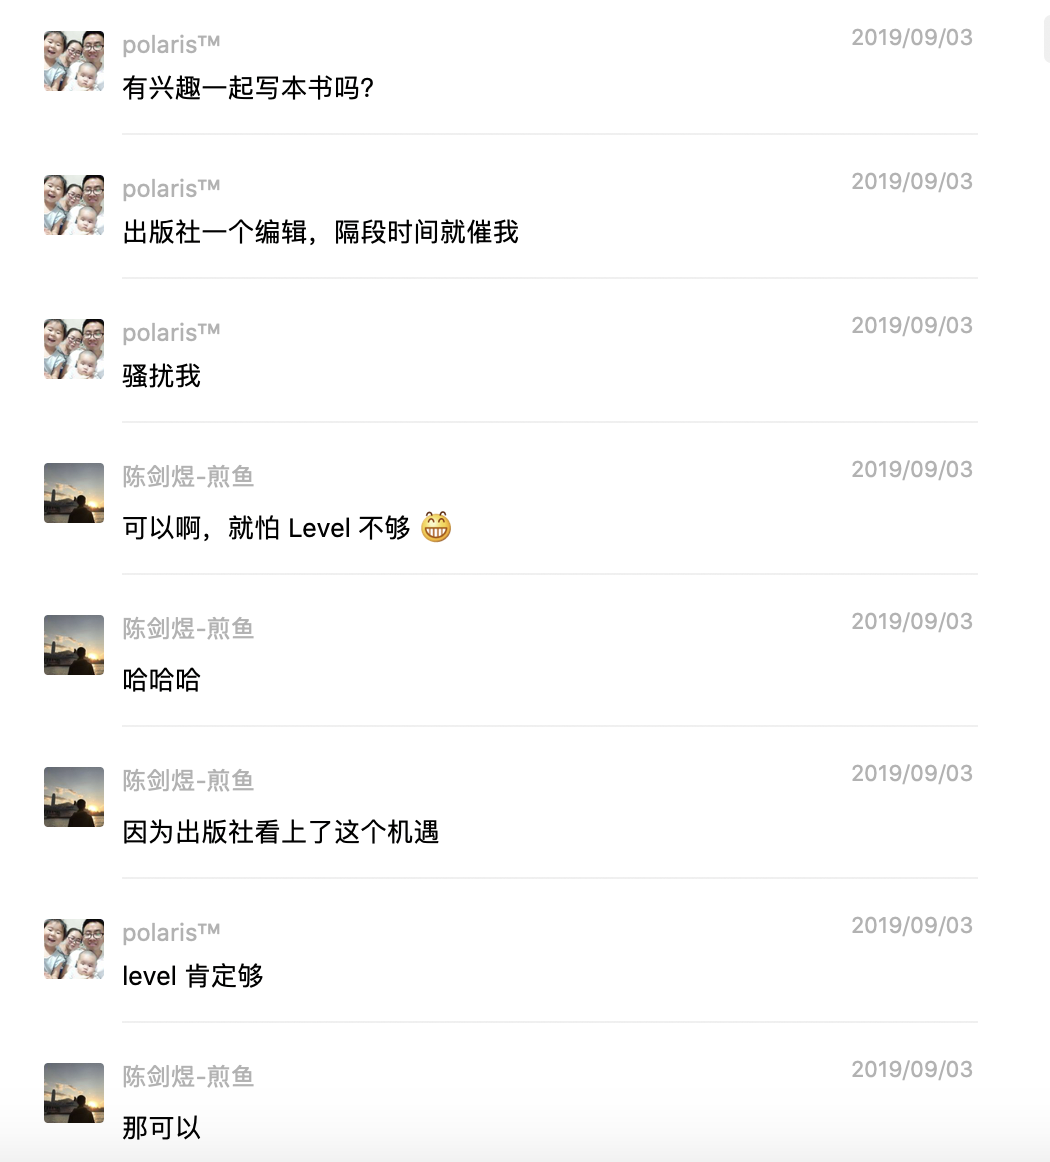 polaris™
2019/09/03
有兴趣一起写本书吗?
polaris™
2019/09/03
出版社一个编辑，隔段时间就催我
polaris™
2019/09/03
骚扰我
陈剑煜-煎鱼
2019/09/03
可以啊，就怕 Level 不够 😁
陈剑煜-煎鱼
2019/09/03
哈哈哈
陈剑煜-煎鱼
2019/09/03
因为出版社看上了这个机遇
polaris™
2019/09/03
level 肯定够
陈剑煜-煎鱼
2019/09/03
那可以